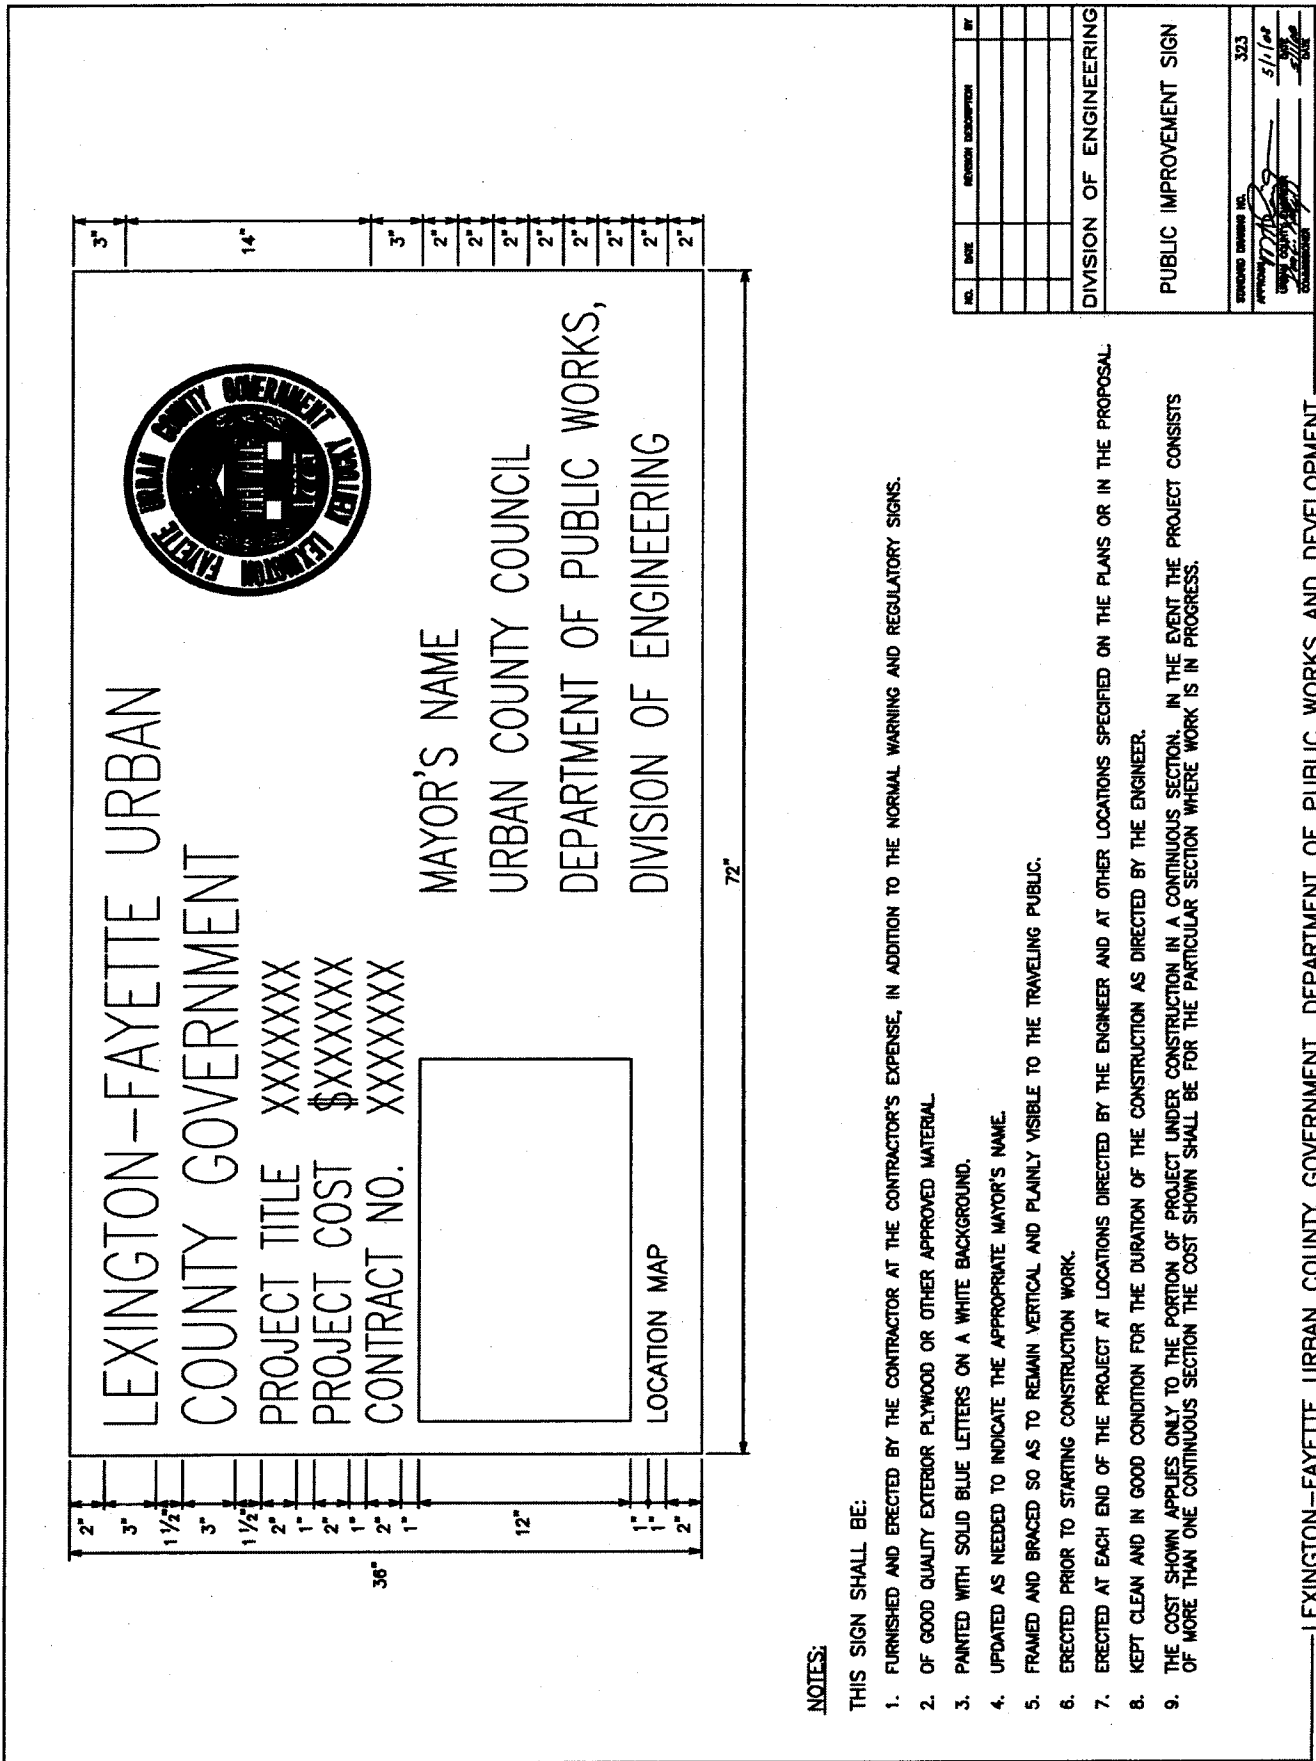 LEXINGTON-FAYETTE URBAN
COUNTY GOVERNMENT
PROJECT TITLE XXXXXXX
PROJECT COST $XXXXXX
CONTRACT NO. XXXXXXX
LOCATION MAP
MAYOR'S NAME
URBAN COUNTY COUNCIL
DEPARTMENT OF PUBLIC WORKS,
DIVISION OF ENGINEERING
LEXINGTON FAYETTE URBAN COUNTY GOVERNMENT
2"
3"
1½"
3"
1½"
2"
1"
2"
1"
2"
1"
12"
1"
1"
2"
36"
72"
3"
14"
3"
2"
2"
2"
2"
2"
2"
2"
2"
NOTES:
THIS SIGN SHALL BE:
1. FURNISHED AND ERECTED BY THE CONTRACTOR AT THE CONTRACTOR'S EXPENSE, IN ADDITION TO THE NORMAL WARNING AND REGULATORY SIGNS.
2. OF GOOD QUALITY EXTERIOR PLYWOOD OR OTHER APPROVED MATERIAL.
3. PAINTED WITH SOLID BLUE LETTERS ON A WHITE BACKGROUND.
4. UPDATED AS NEEDED TO INDICATE THE APPROPRIATE MAYOR'S NAME.
5. FRAMED AND BRACED SO AS TO REMAIN VERTICAL AND PLAINLY VISIBLE TO THE TRAVELING PUBLIC.
6. ERECTED PRIOR TO STARTING CONSTRUCTION WORK.
7. ERECTED AT EACH END OF THE PROJECT AT LOCATIONS DIRECTED BY THE ENGINEER AND AT OTHER LOCATIONS SPECIFIED ON THE PLANS OR IN THE PROPOSAL.
8. KEPT CLEAN AND IN GOOD CONDITION FOR THE DURATION OF THE CONSTRUCTION AS DIRECTED BY THE ENGINEER.
9. THE COST SHOWN APPLIES ONLY TO THE PORTION OF PROJECT UNDER CONSTRUCTION IN A CONTINUOUS SECTION. IN THE EVENT THE PROJECT CONSISTS
OF MORE THAN ONE CONTINUOUS SECTION THE COST SHOWN SHALL BE FOR THE PARTICULAR SECTION WHERE WORK IS IN PROGRESS.
NO. DATE REVISION DESCRIPTION BY
DIVISION OF ENGINEERING
PUBLIC IMPROVEMENT SIGN
STANDARD DRAWING NO. 323
APPROVED 5/1/08
URBAN COUNTY ENGINEER DATE
COMMISSIONER DATE
LEXINGTON-FAYETTE URBAN COUNTY GOVERNMENT DEPARTMENT OF PUBLIC WORKS AND DEVELOPMENT